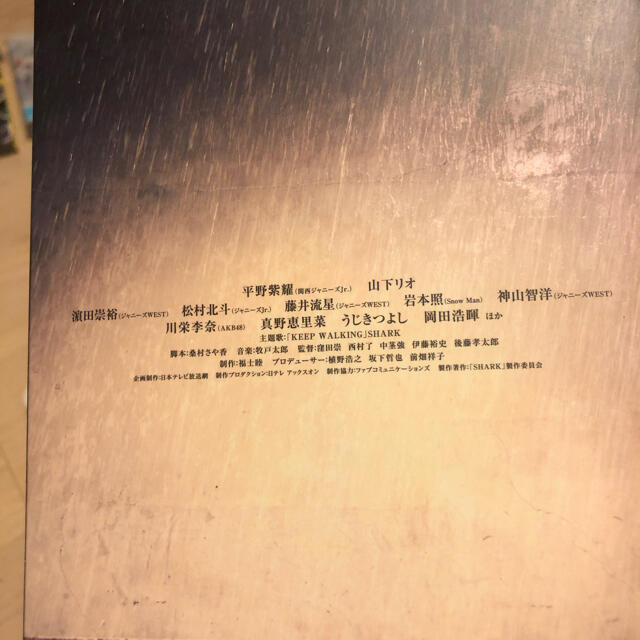 平野紫耀(関西ジャニーズJr.) 山下リオ
濵田崇裕(ジャニーズWEST) 松村北斗(ジャニーズJr.) 藤井流星(ジャニーズWEST) 岩本照(Snow Man) 神山智洋(ジャニーズWEST)
川栄李奈(AKB48) 真野恵里菜 うじきつよし 岡田浩暉 ほか
主題歌:「KEEP WALKING」SHARK
脚本:桑村さや香 音楽:牧戸太郎 監督:窪田崇 西村了 中茎強 伊藤裕史 後藤孝太郎
制作:福士睦 プロデューサー:植野浩之 坂下哲也 前畑祥子
企画制作:日本テレビ放送網 制作プロダクション:日テレ アックスオン 制作協力:ファブコミュニケーションズ 製作著作:「SHARK」製作委員会